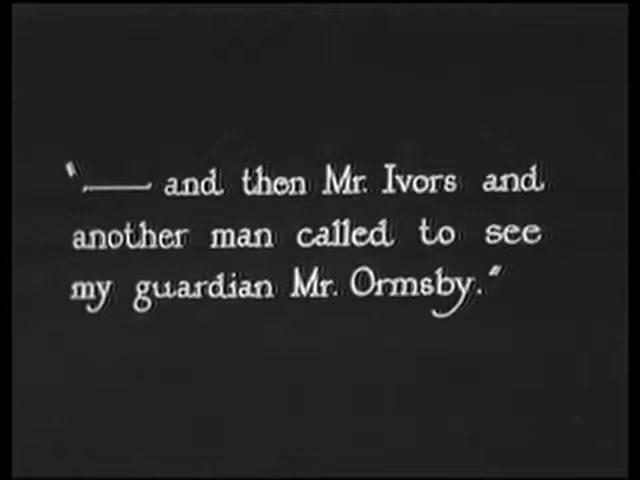 "—— and then Mr. Ivors and
another man called to see
my guardian Mr. Ormsby."